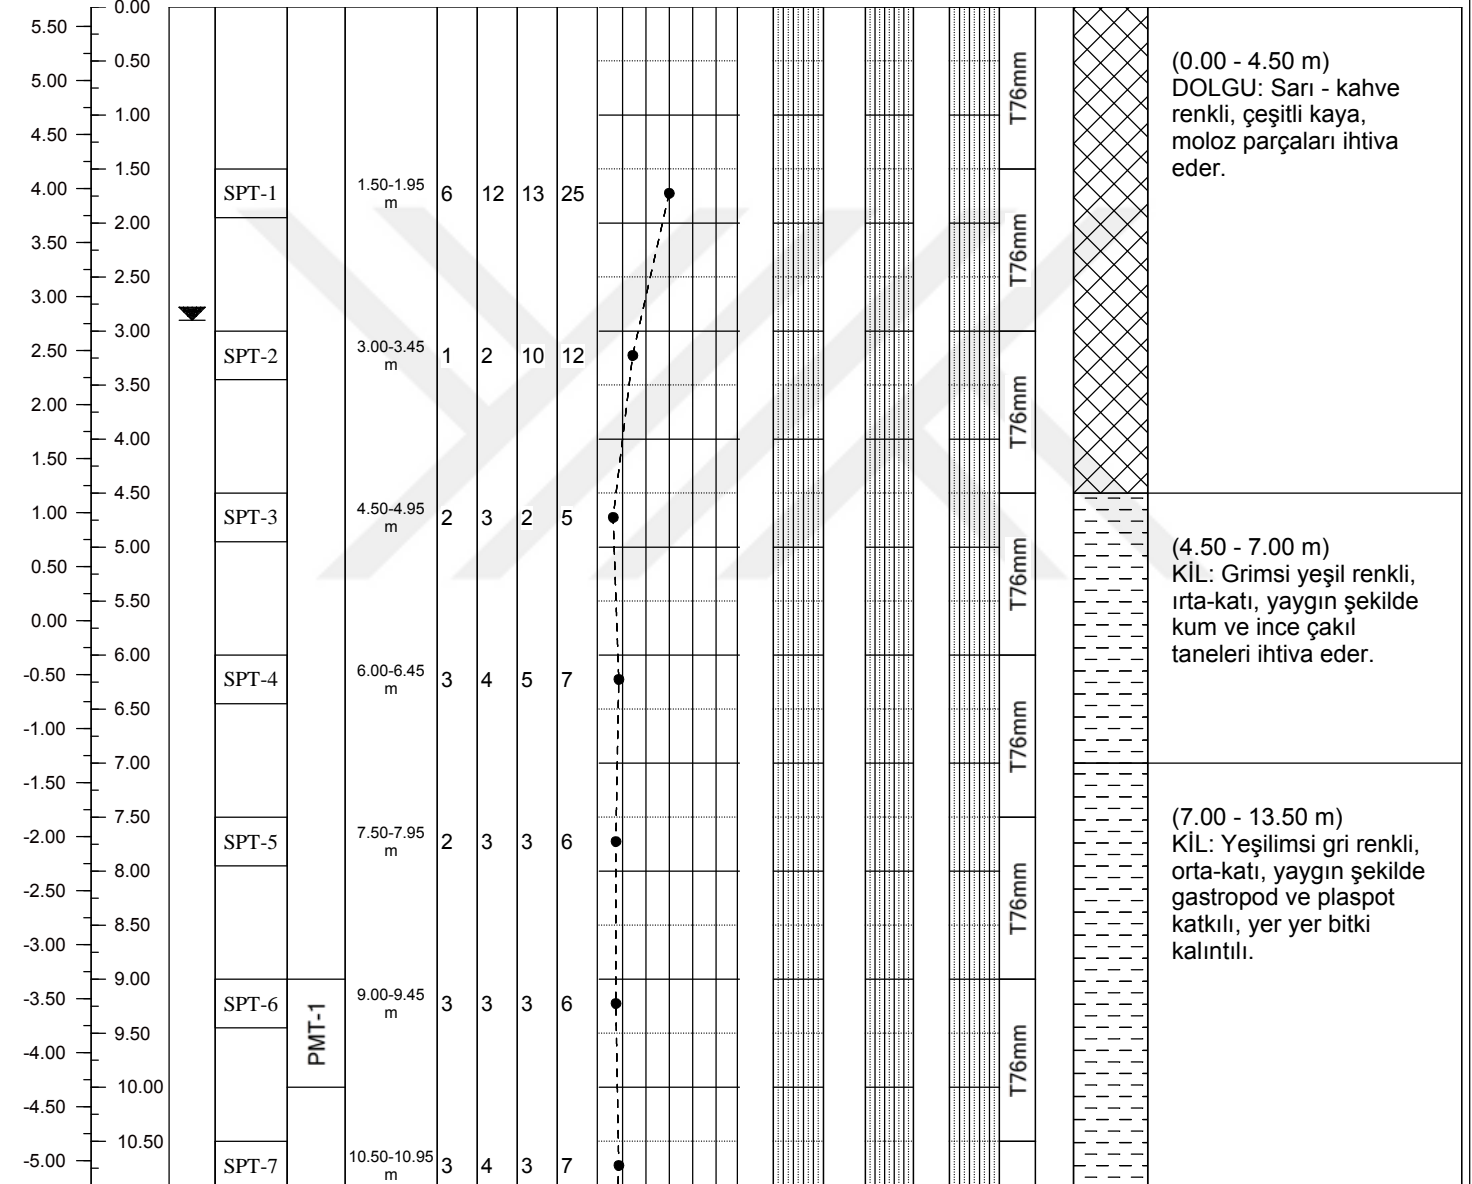 0.00
5.50
0.50
5.00
1.00
4.50
1.50
4.00
2.00
3.50
2.50
3.00
3.00
2.50
3.50
2.00
4.00
1.50
4.50
1.00
5.00
0.50
5.50
0.00
6.00
-0.50
6.50
-1.00
7.00
-1.50
7.50
-2.00
8.00
-2.50
8.50
-3.00
9.00
-3.50
9.50
-4.00
10.00
-4.50
10.50
-5.00
SPT-1 1.50-1.95 m 6 12 13 25
SPT-2 3.00-3.45 m 1 2 10 12
SPT-3 4.50-4.95 m 2 3 2 5
SPT-4 6.00-6.45 m 3 4 5 7
SPT-5 7.50-7.95 m 2 3 3 6
SPT-6 9.00-9.45 m 3 3 3 6
PMT-1
SPT-7 10.50-10.95 m 3 4 3 7
T76mm
T76mm
T76mm
T76mm
T76mm
T76mm
T76mm
(0.00 - 4.50 m)
DOLGU: Sarı - kahve
renkli, çeşitli kaya,
moloz parçaları ihtiva
eder.
(4.50 - 7.00 m)
KİL: Grimsi yeşil renkli,
ırta-katı, yaygın şekilde
kum ve ince çakıl
taneleri ihtiva eder.
(7.00 - 13.50 m)
KİL: Yeşilimsi gri renkli,
orta-katı, yaygın şekilde
gastropod ve plaspot
katkılı, yer yer bitki
kalıntılı.